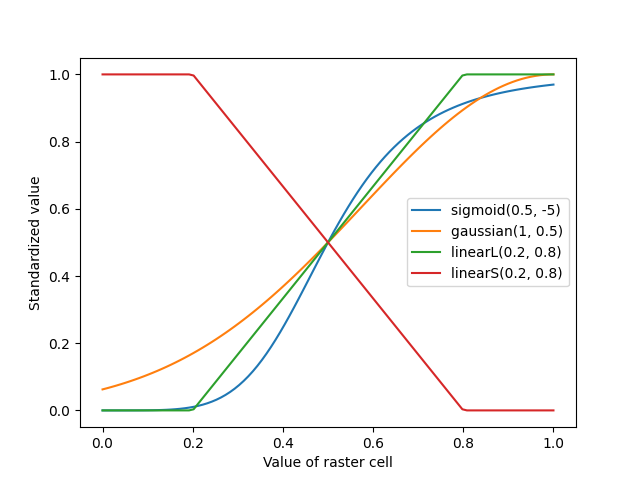 1.0
0.8
0.6
0.4
0.2
0.0
Standardized value
sigmoid(0.5, -5)
gaussian(1, 0.5)
linearL(0.2, 0.8)
linearS(0.2, 0.8)
0.0 0.2 0.4 0.6 0.8 1.0
Value of raster cell